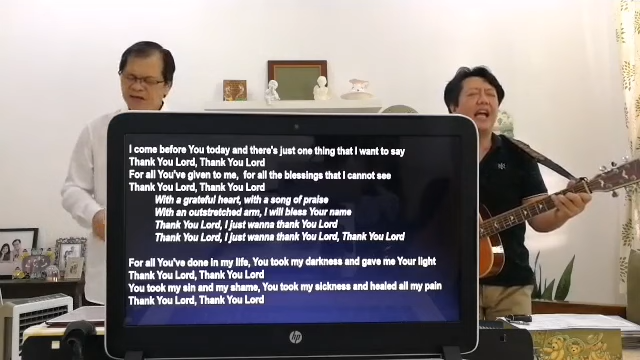 I come before You today and there's just one thing that I want to say
Thank You Lord, Thank You Lord
For all You've given to me, for all the blessings that I cannot see
Thank You Lord, Thank You Lord
With a grateful heart, with a song of praise
With an outstretched arm, I will bless Your name
Thank You Lord, I just wanna thank You Lord
Thank You Lord, I just wanna thank You Lord, Thank You Lord
For all You've done in my life, You took my darkness and gave me Your light
Thank You Lord, Thank You Lord
You took my sin and my shame, You took my sickness and healed all my pain
Thank You Lord, Thank You Lord
hp